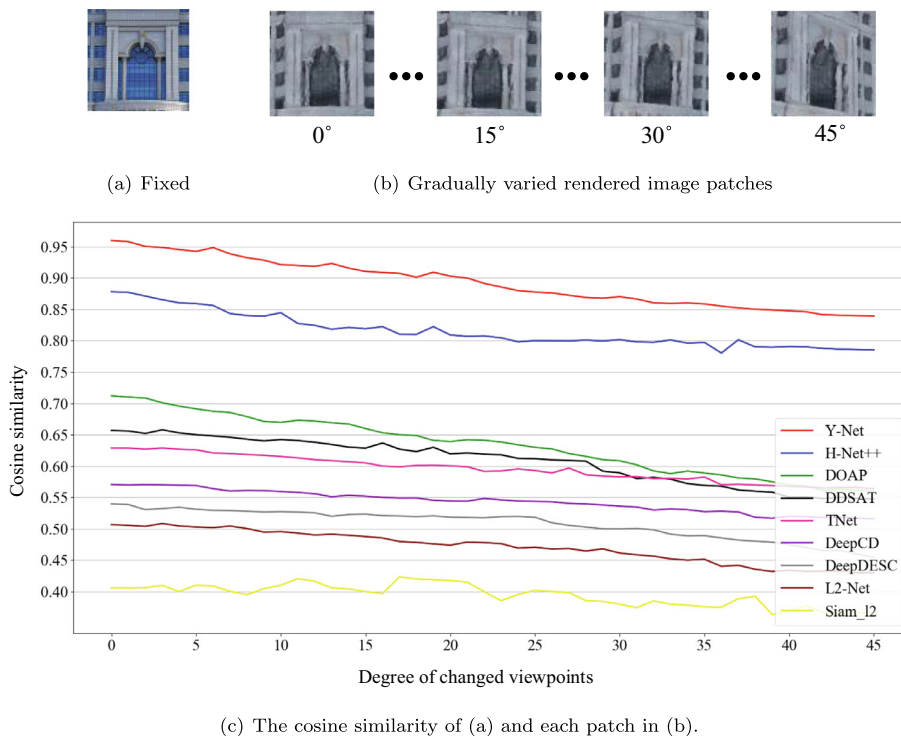 0° 15° 30° 45°
(a) Fixed (b) Gradually varied rendered image patches
0.95
0.90
0.85
0.80
0.75
0.70
0.65
0.60
0.55
0.50
0.45
0.40
Cosine similarity
Y-Net
H-Net++
DOAP
DDSAT
TNet
DeepCD
DeepDESC
L2-Net
Siam_l2
0 5 10 15 20 25 30 35 40 45
Degree of changed viewpoints
(c) The cosine similarity of (a) and each patch in (b).